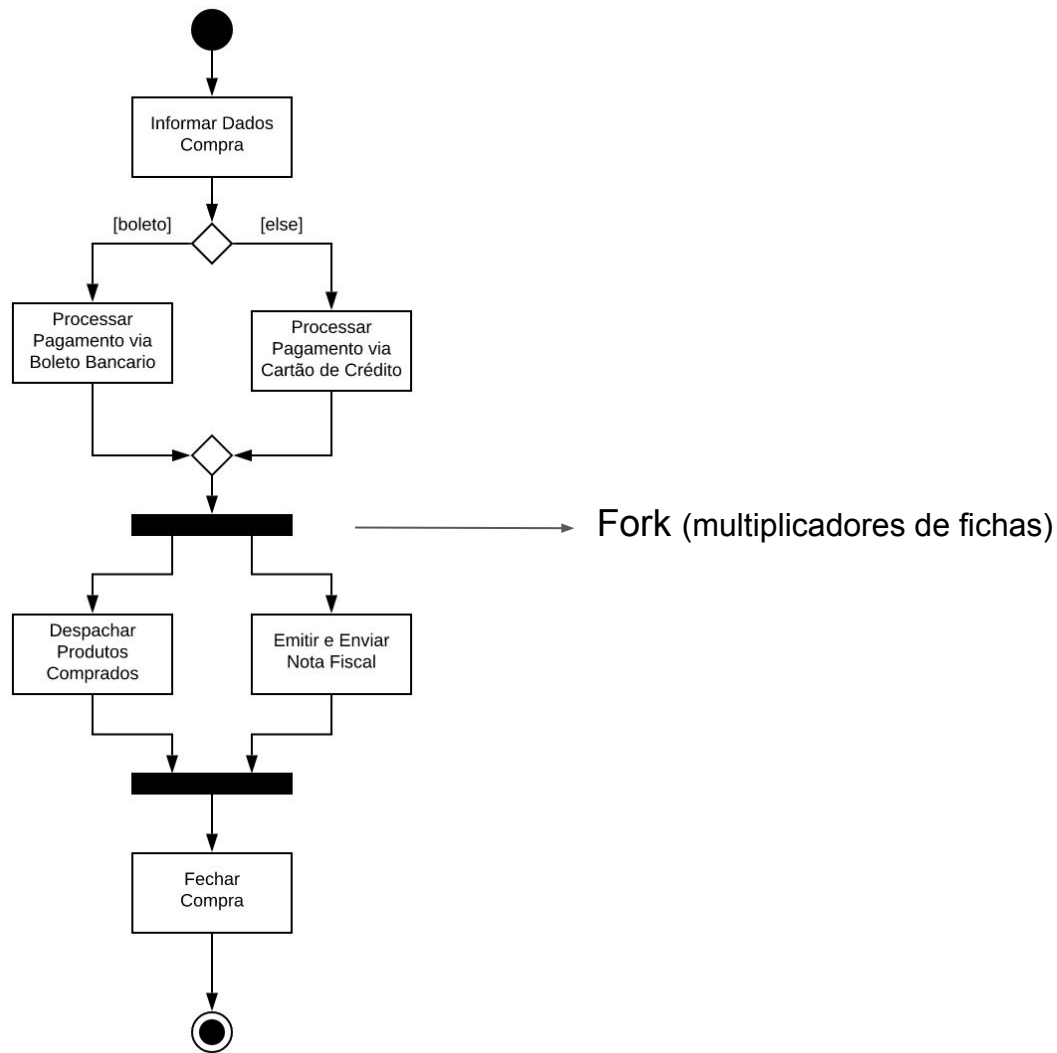 Informar Dados
Compra
[boleto]
[else]
Processar
Pagamento via
Boleto Bancario
Processar
Pagamento via
Cartão de Crédito
Fork (multiplicadores de fichas)
Despachar
Produtos
Comprados
Emitir e Enviar
Nota Fiscal
Fechar
Compra